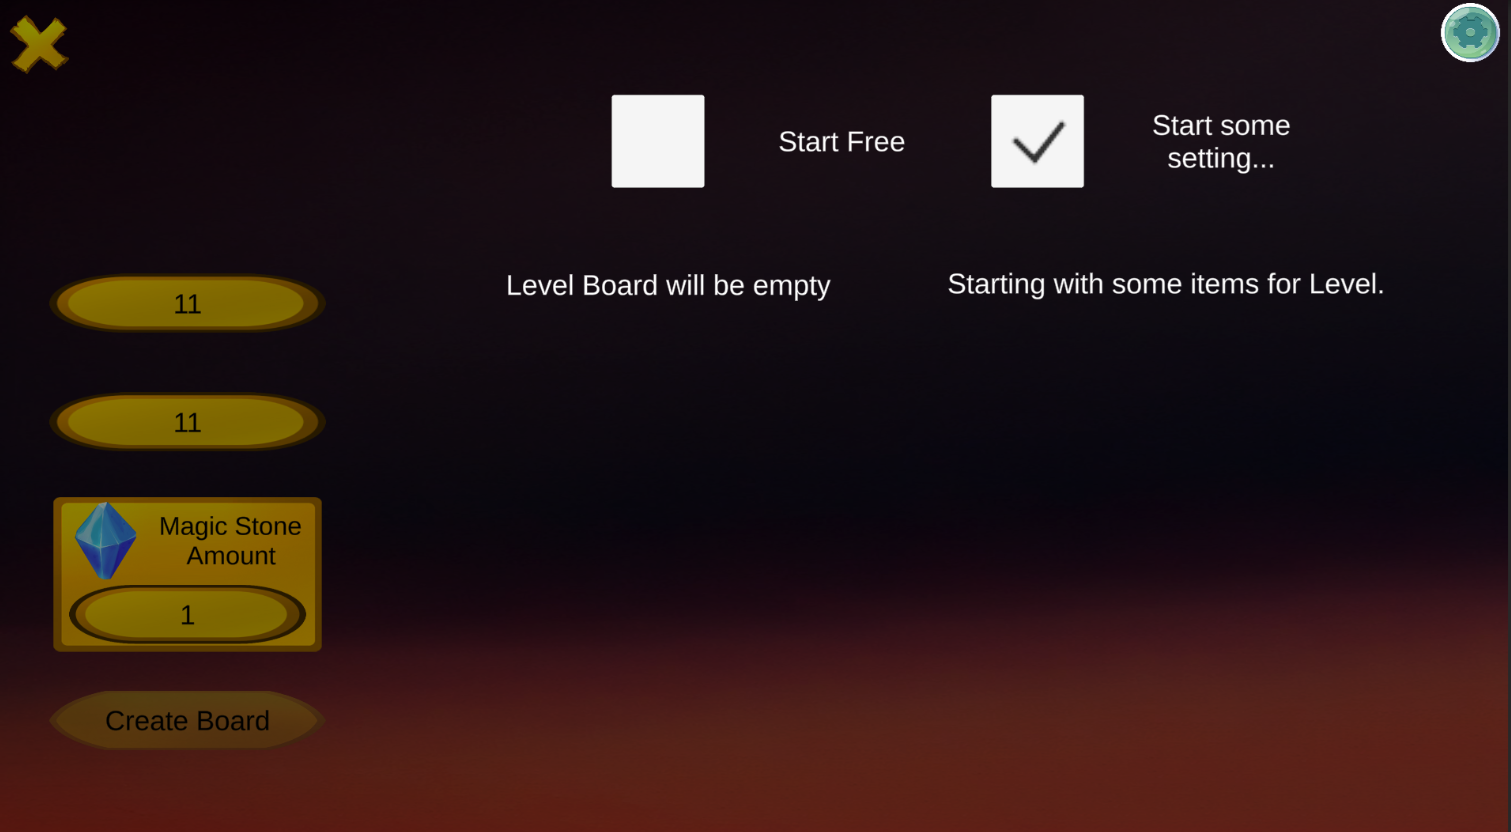 Start Free
Start some
setting...
Level Board will be empty
Starting with some items for Level.
11
11
Magic Stone
Amount
1
Create Board